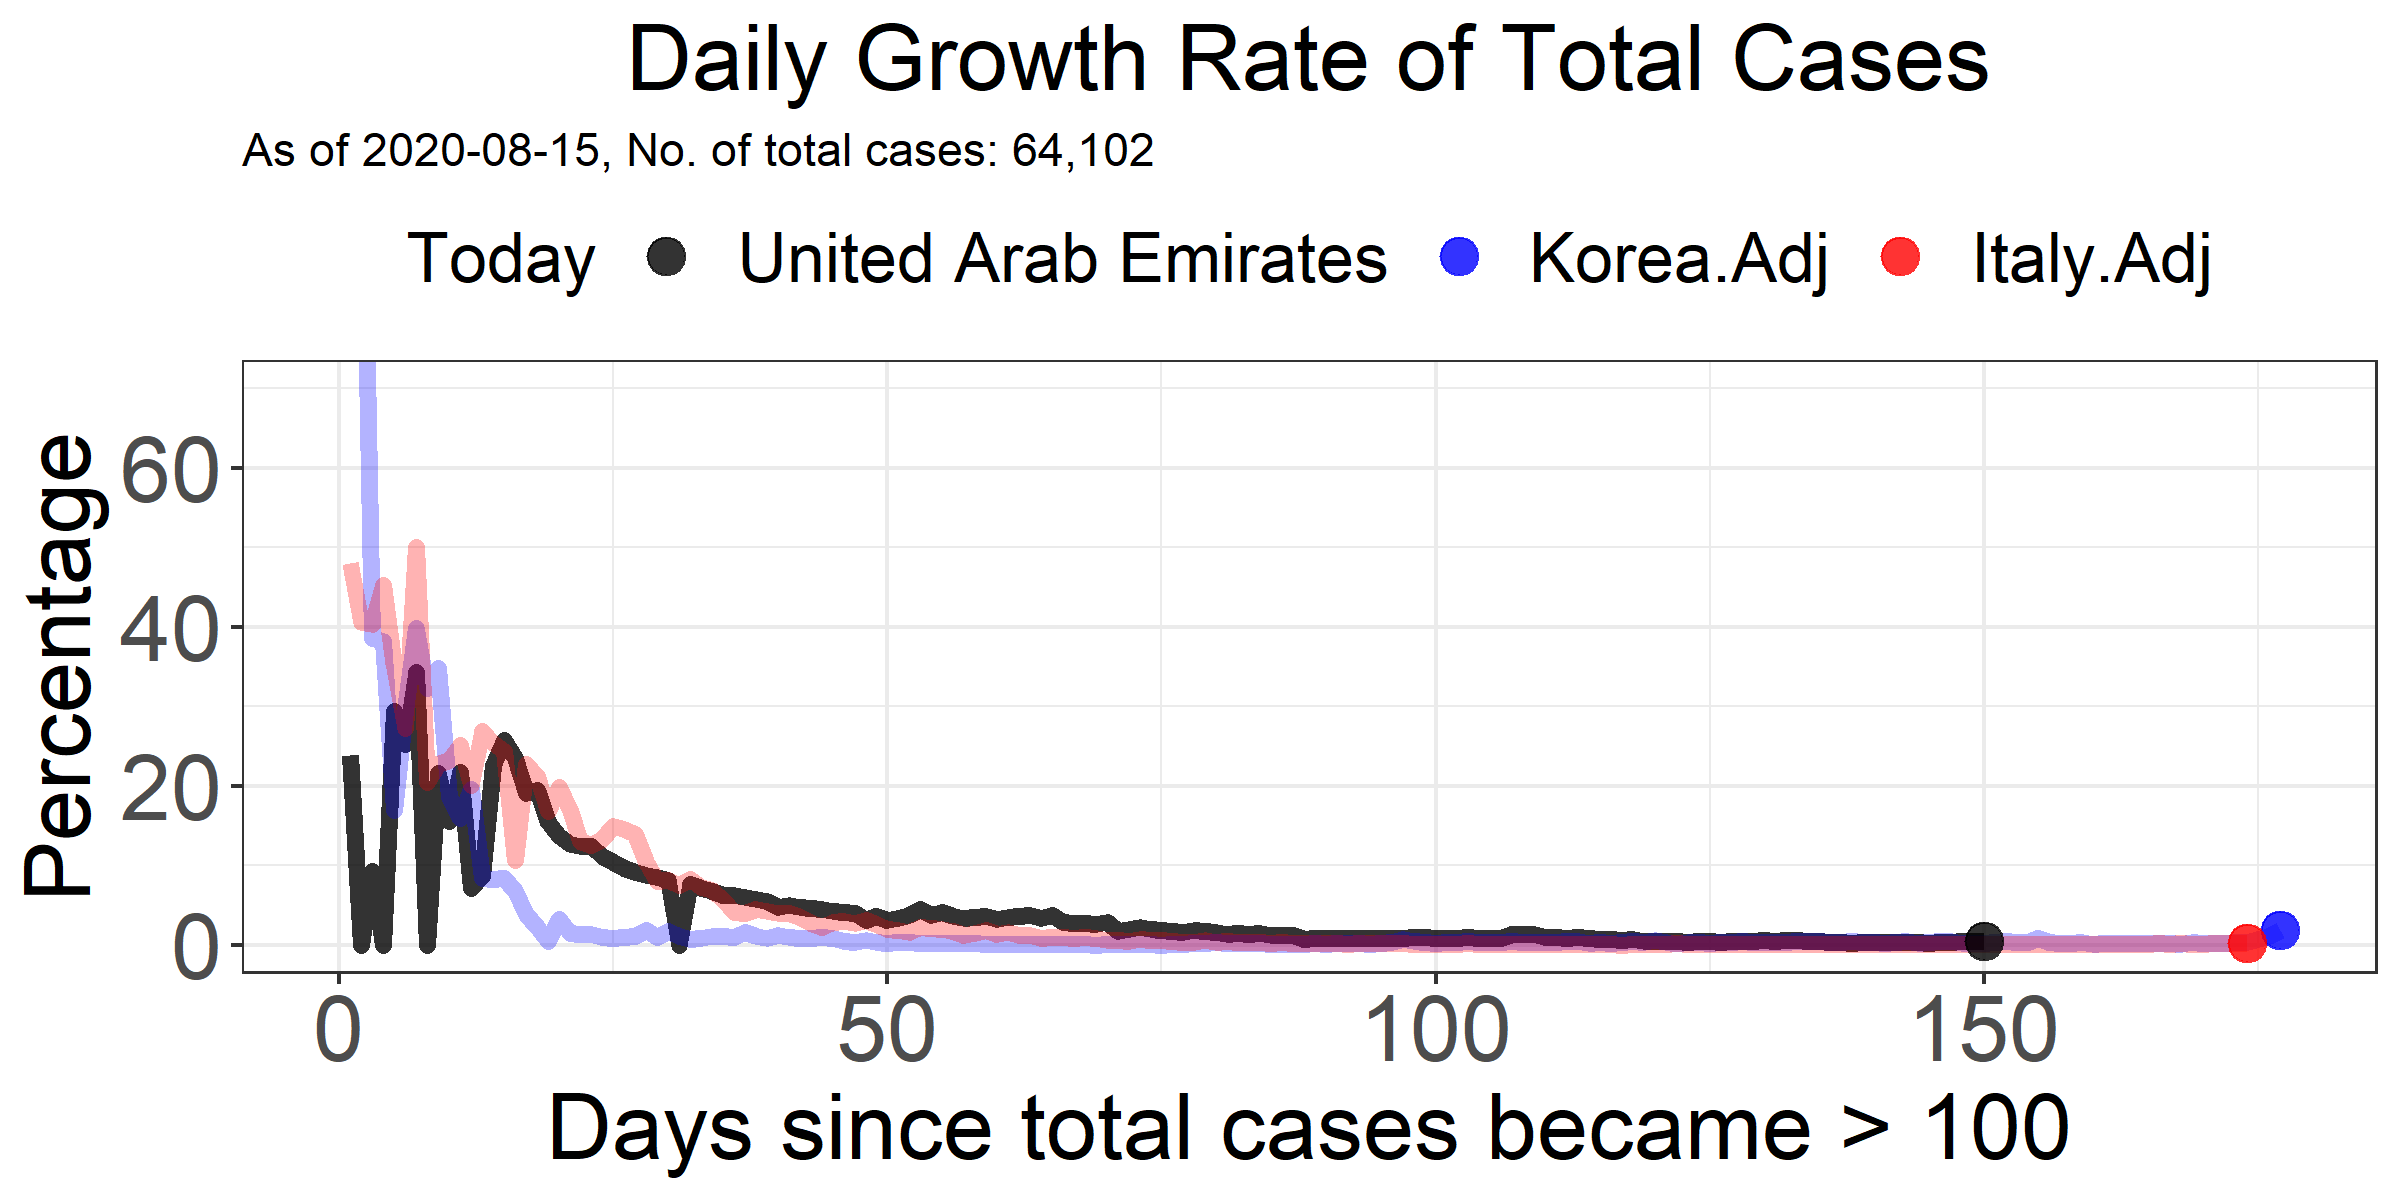 Daily Growth Rate of Total Cases
As of 2020-08-15, No. of total cases: 64,102
Today United Arab Emirates Korea.Adj Italy.Adj
Percentage
60
40
20
0
0 50 100 150
Days since total cases became > 100